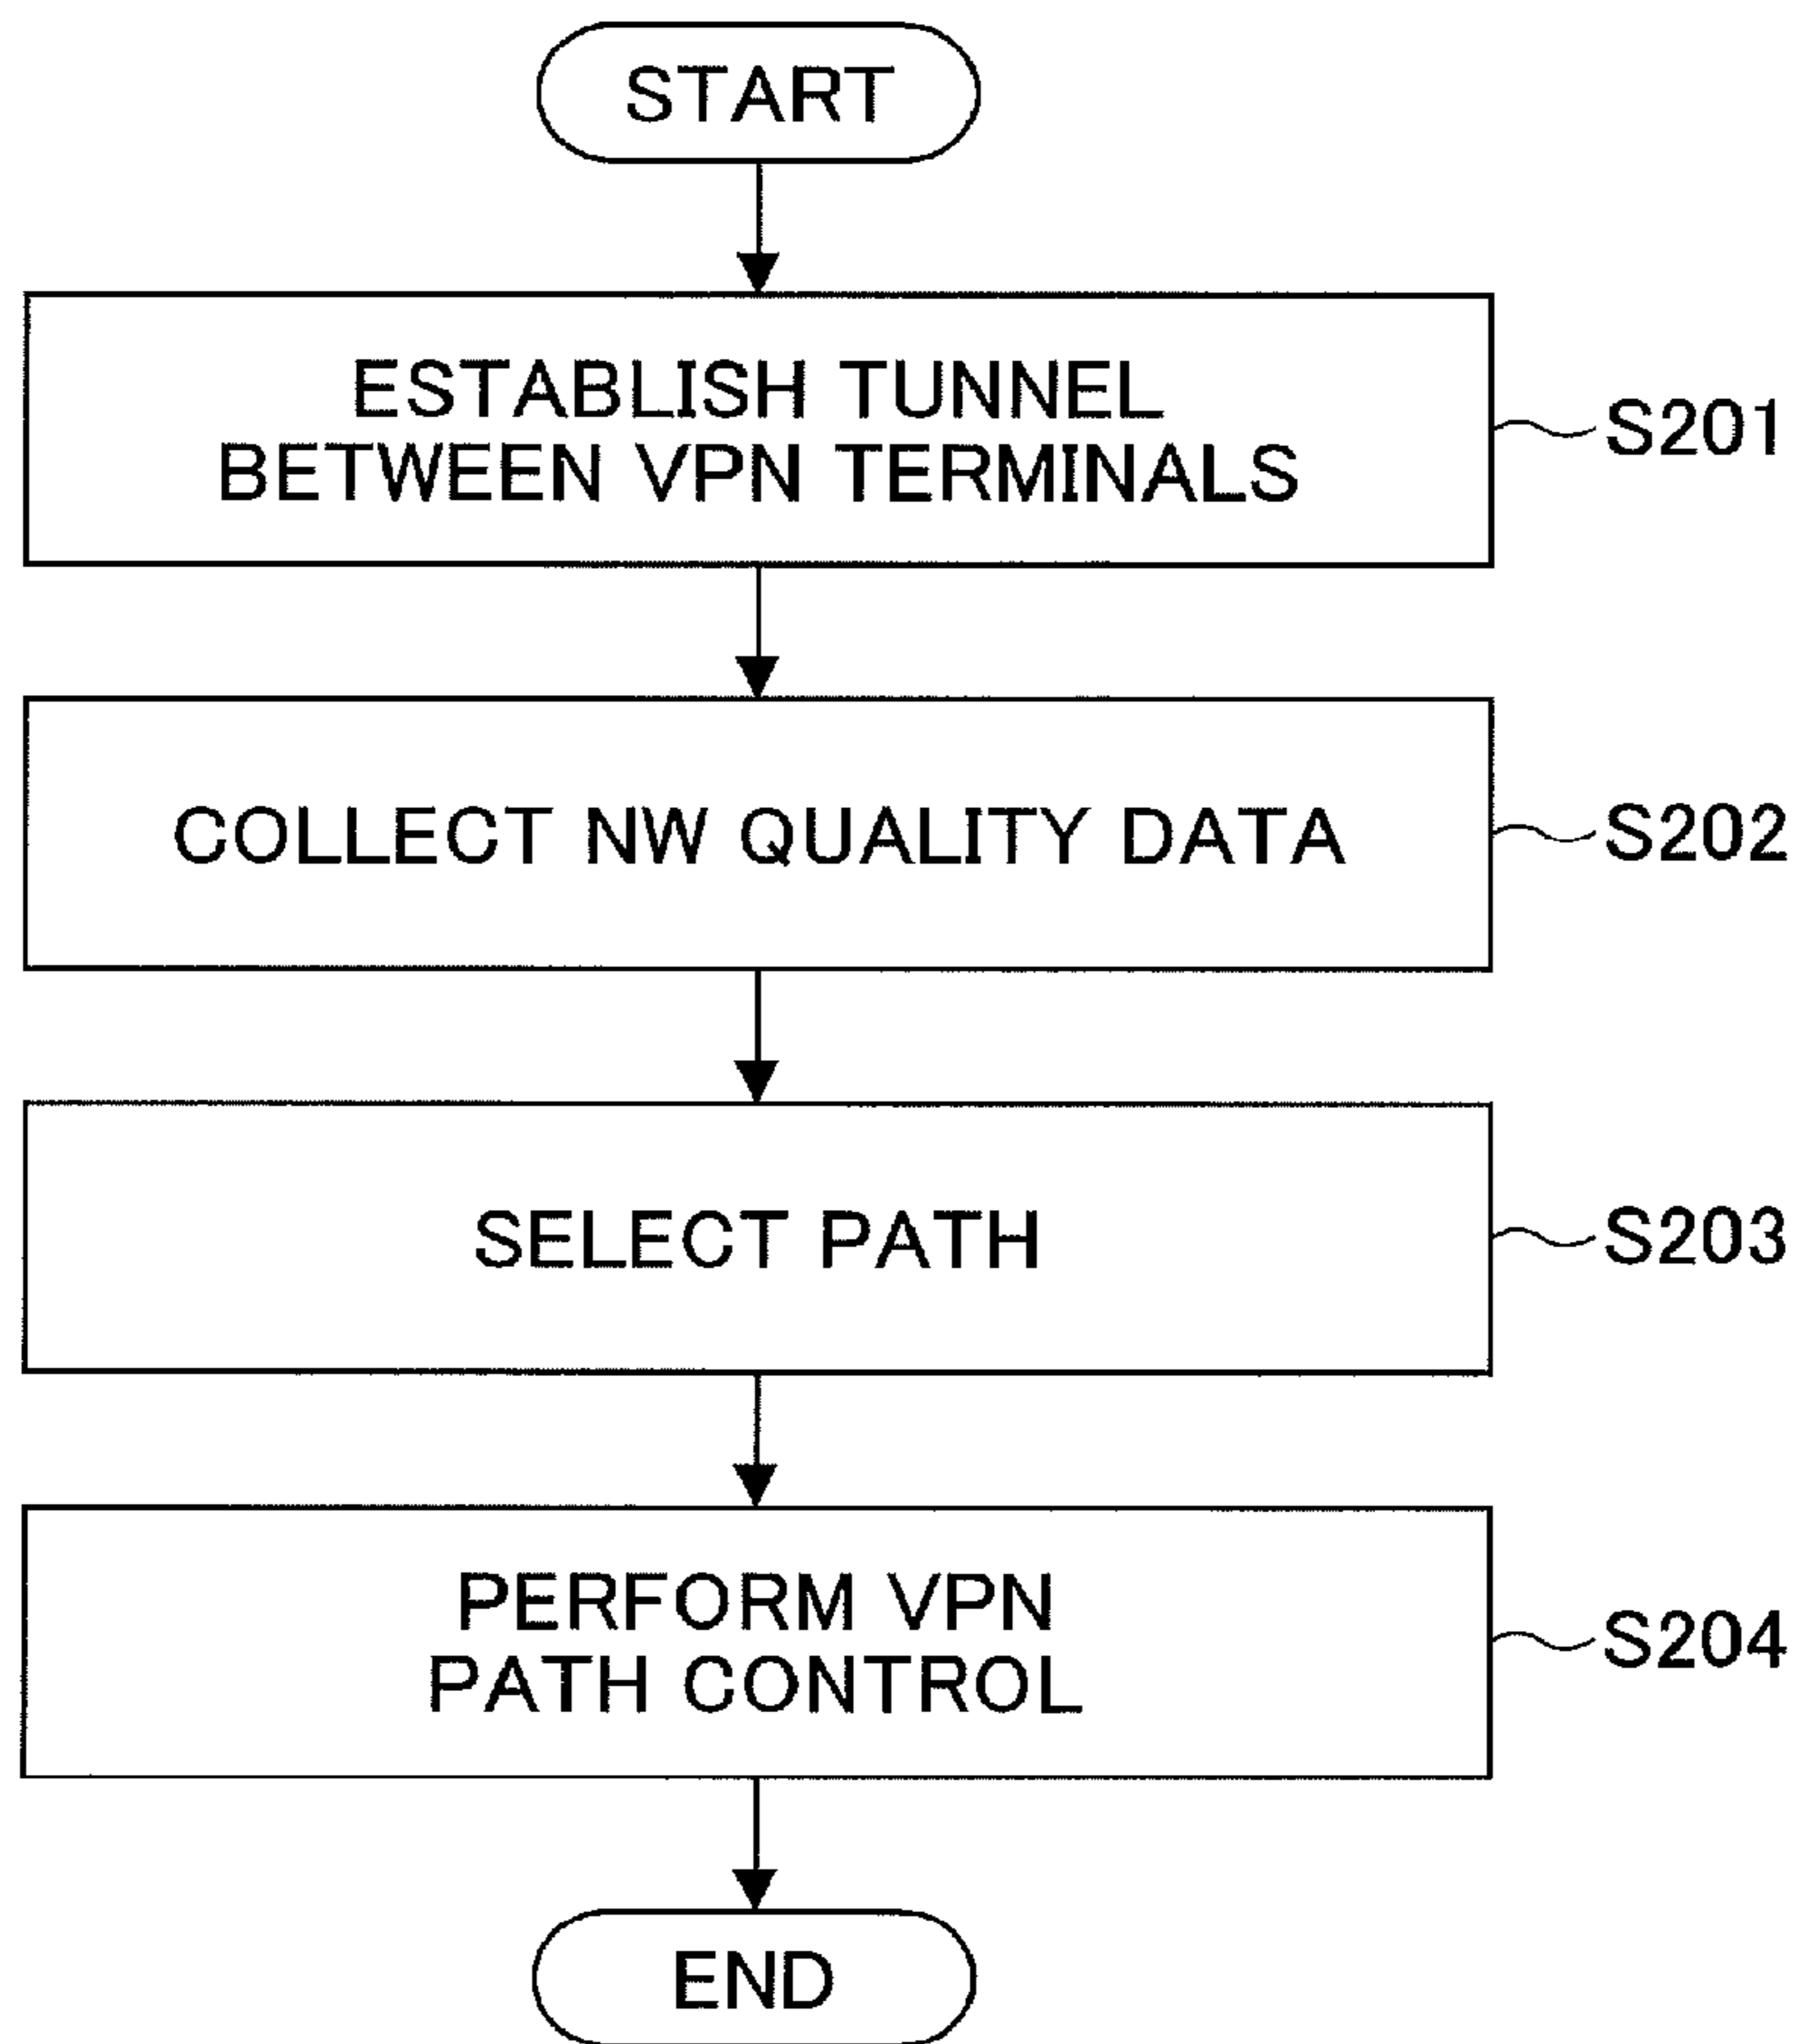 START
ESTABLISH TUNNEL
BETWEEN VPN TERMINALS
S201
COLLECT NW QUALITY DATA
S202
SELECT PATH
S203
PERFORM VPN
PATH CONTROL
S204
END